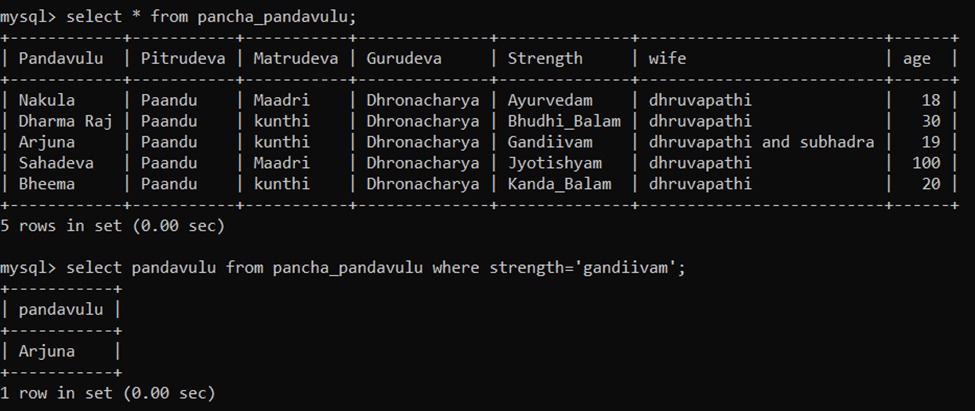 mysql> select * from pancha_pandavulu;
+------------+-----------+-----------+--------------+-------------+-------------------------+------+
| Pandavulu  | Pitrudeva | Matrudeva | Gurudeva     | Strength    | wife                    | age  |
+------------+-----------+-----------+--------------+-------------+-------------------------+------+
| Nakula     | Paandu    | Maadri    | Dhronacharya | Ayurvedam   | dhruvapathi             |   18 |
| Dharma Raj | Paandu    | kunthi    | Dhronacharya | Bhudhi_Balam | dhruvapathi             |   30 |
| Arjuna     | Paandu    | kunthi    | Dhronacharya | Gandiivam   | dhruvapathi and subhadra |   19 |
| Sahadeva   | Paandu    | Maadri    | Dhronacharya | Jyotishyam  | dhruvapathi             |  100 |
| Bheema     | Paandu    | kunthi    | Dhronacharya | Kanda_Balam | dhruvapathi             |   20 |
+------------+-----------+-----------+--------------+-------------+-------------------------+------+
5 rows in set (0.00 sec)
mysql> select pandavulu from pancha_pandavulu where strength='gandiivam';
+-----------+
| pandavulu |
+-----------+
| Arjuna    |
+-----------+
1 row in set (0.00 sec)